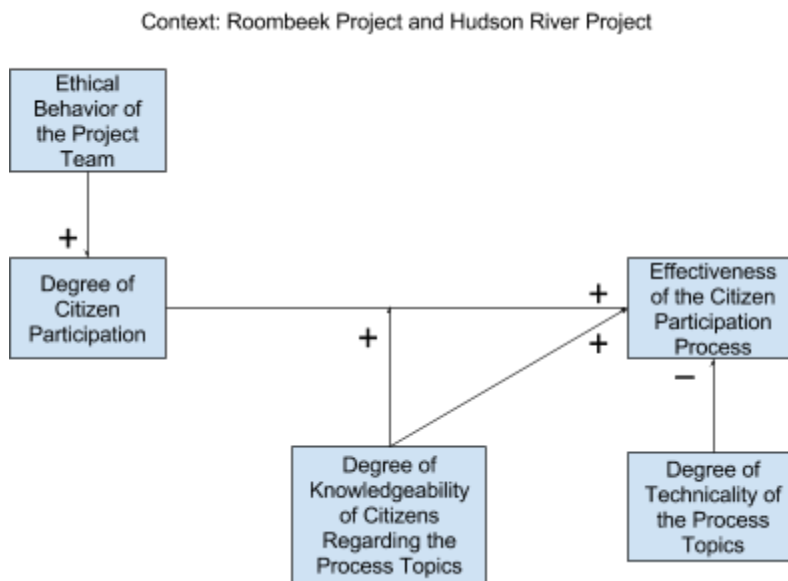 Context: Roombeek Project and Hudson River Project
Ethical
Behavior of
the Project
Team
+
Degree of
Citizen
Participation
+
+
+
Effectiveness
of the Citizen
Participation
Process
−
Degree of
Knowledgeability
of Citizens
Regarding the
Process Topics
Degree of
Technicality of
the Process
Topics